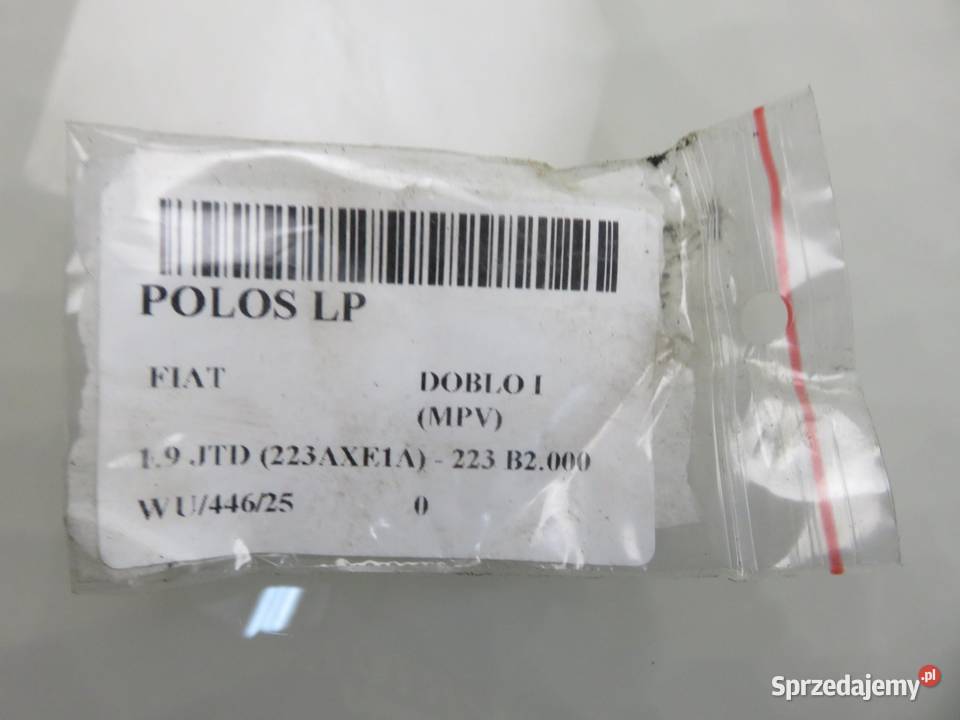 POLOS LP
FIAT DOBLO I
(MPV)
1.9 JTD (223AXE1A) - 223 B2.000
WU/446/25 0
Sprzedajemy.pl